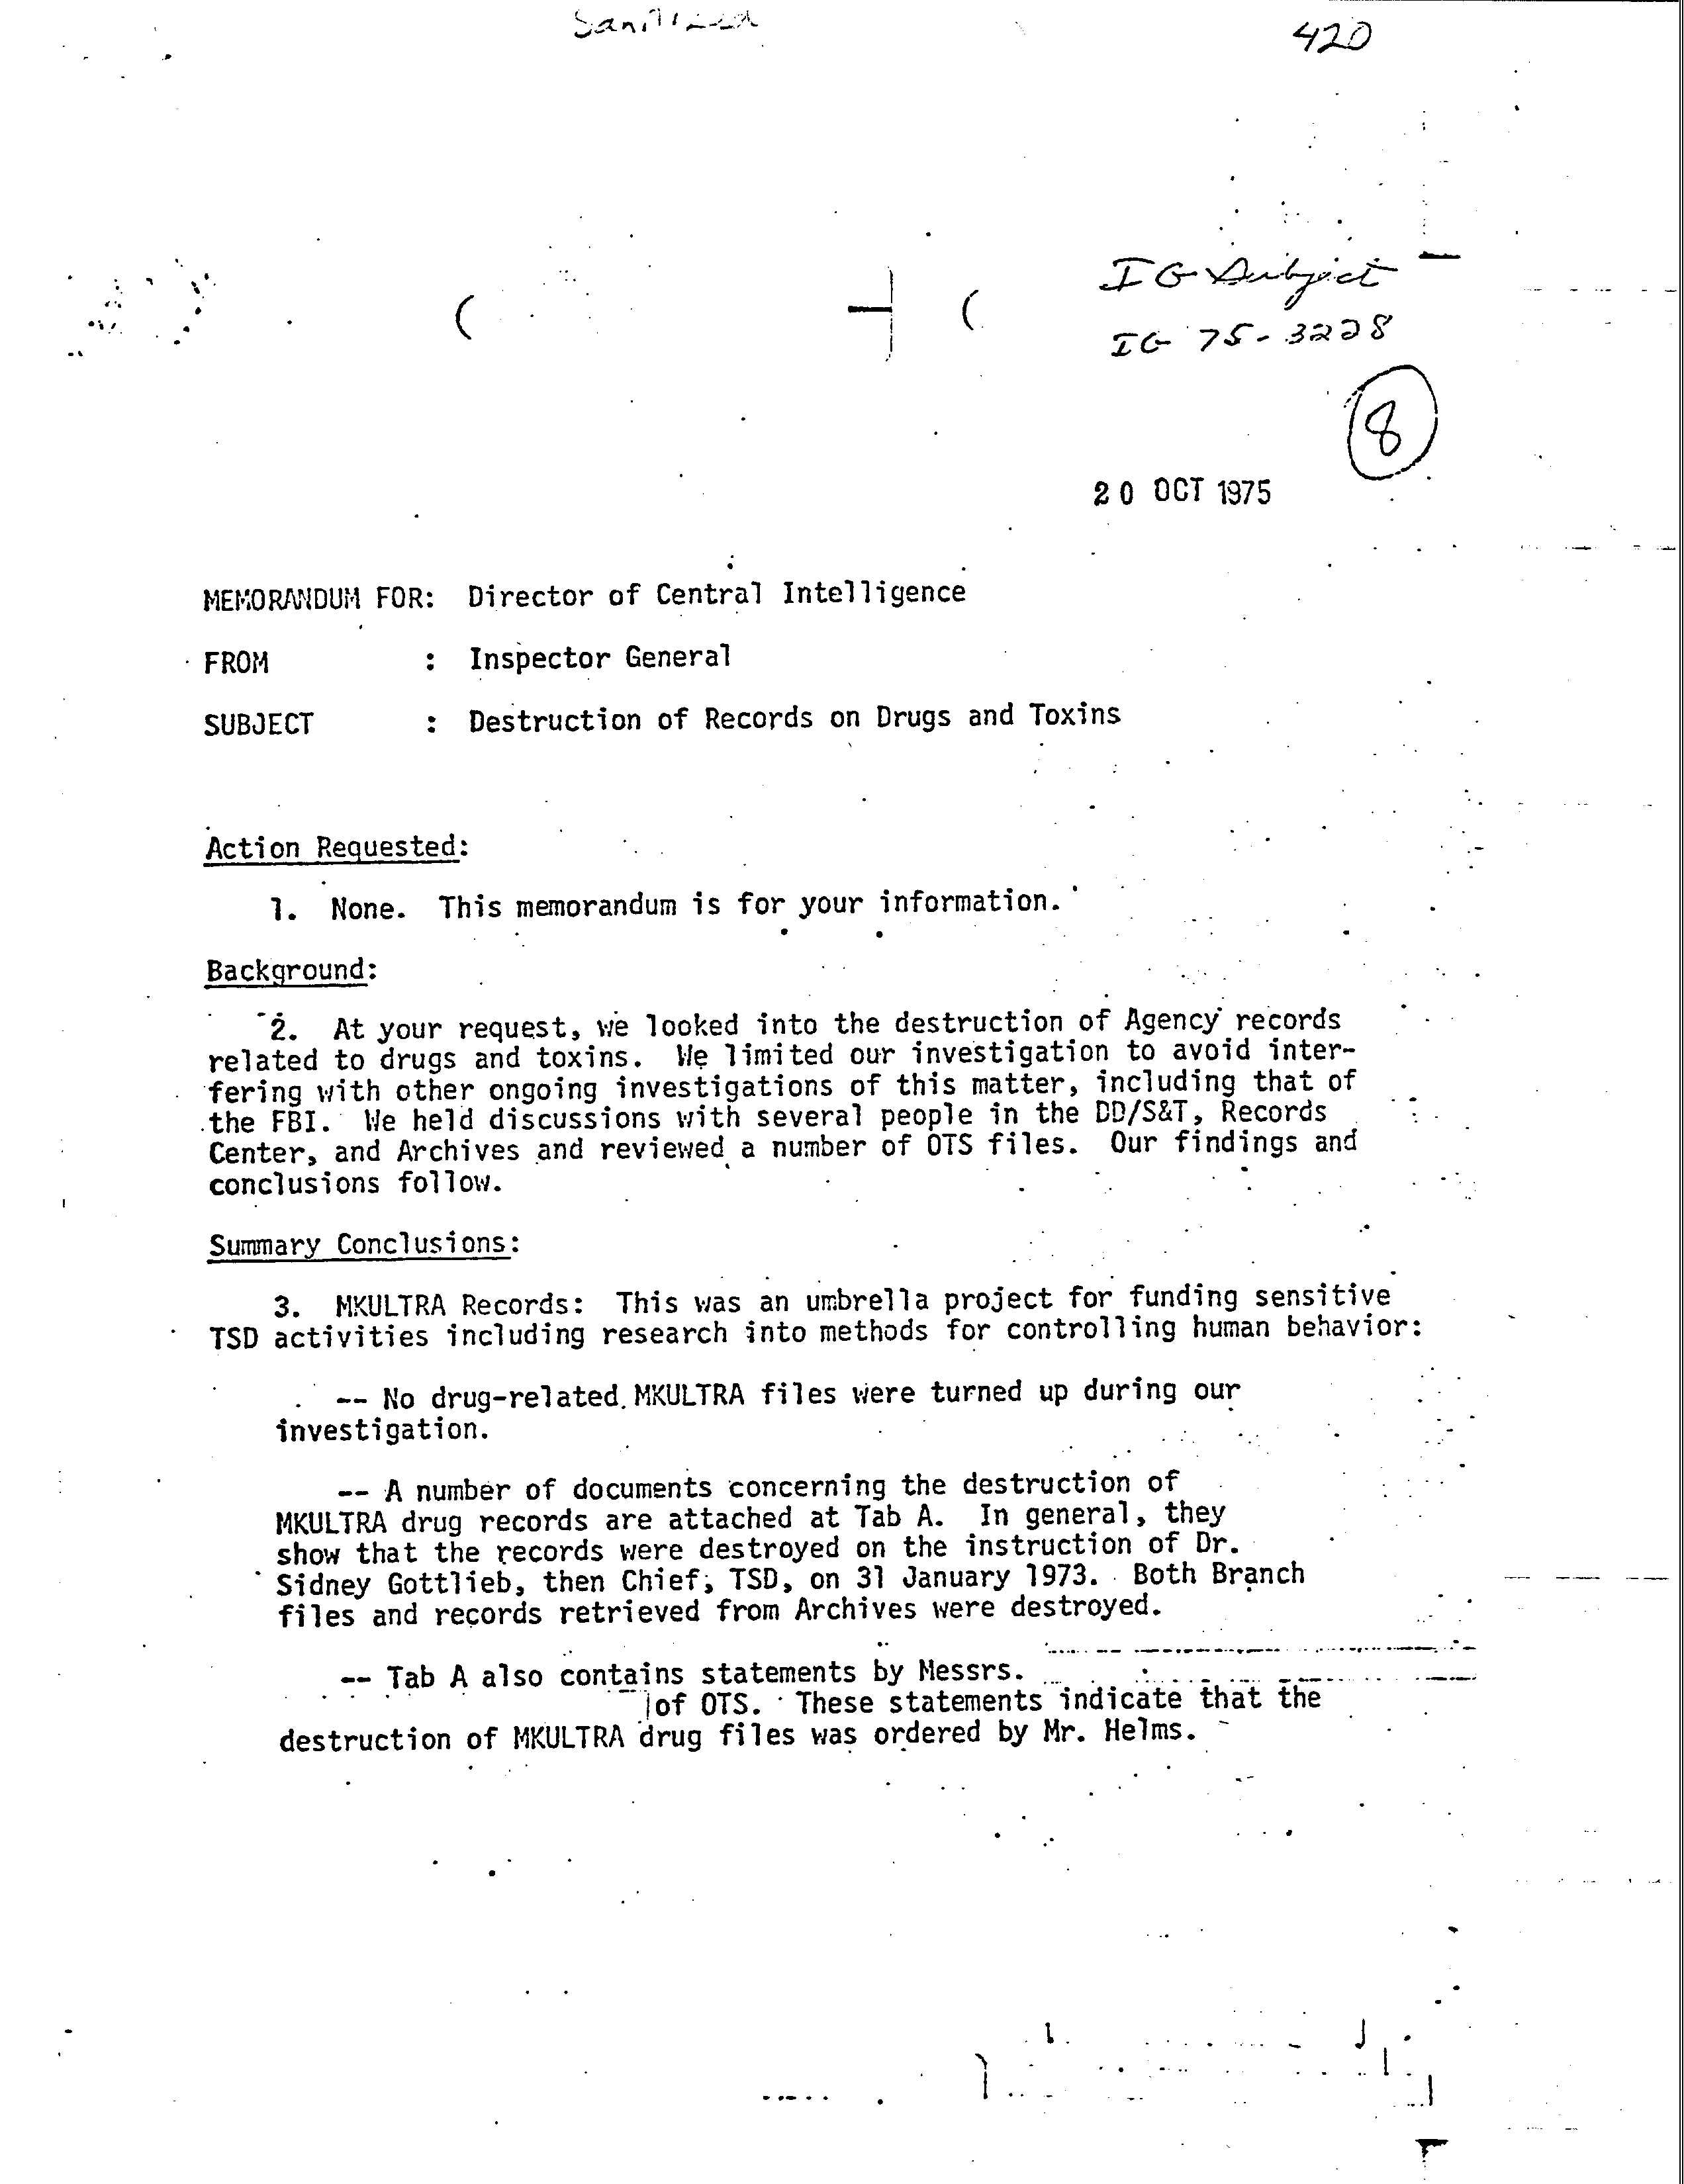 Sanitized
420
IG Subject
IG 75-3228
8
20 OCT 1975
MEMORANDUM FOR: Director of Central Intelligence
FROM : Inspector General
SUBJECT : Destruction of Records on Drugs and Toxins
Action Requested:
1. None. This memorandum is for your information.
Background:
2. At your request, we looked into the destruction of Agency records
related to drugs and toxins. We limited our investigation to avoid inter-
fering with other ongoing investigations of this matter, including that of
the FBI. We held discussions with several people in the DD/S&T, Records
Center, and Archives and reviewed a number of OTS files. Our findings and
conclusions follow.
Summary Conclusions:
3. MKULTRA Records: This was an umbrella project for funding sensitive
TSD activities including research into methods for controlling human behavior:
-- No drug-related MKULTRA files were turned up during our
investigation.
-- A number of documents concerning the destruction of
MKULTRA drug records are attached at Tab A. In general, they
show that the records were destroyed on the instruction of Dr.
Sidney Gottlieb, then Chief, TSD, on 31 January 1973. Both Branch
files and records retrieved from Archives were destroyed.
-- Tab A also contains statements by Messrs.
of OTS. These statements indicate that the
destruction of MKULTRA drug files was ordered by Mr. Helms.